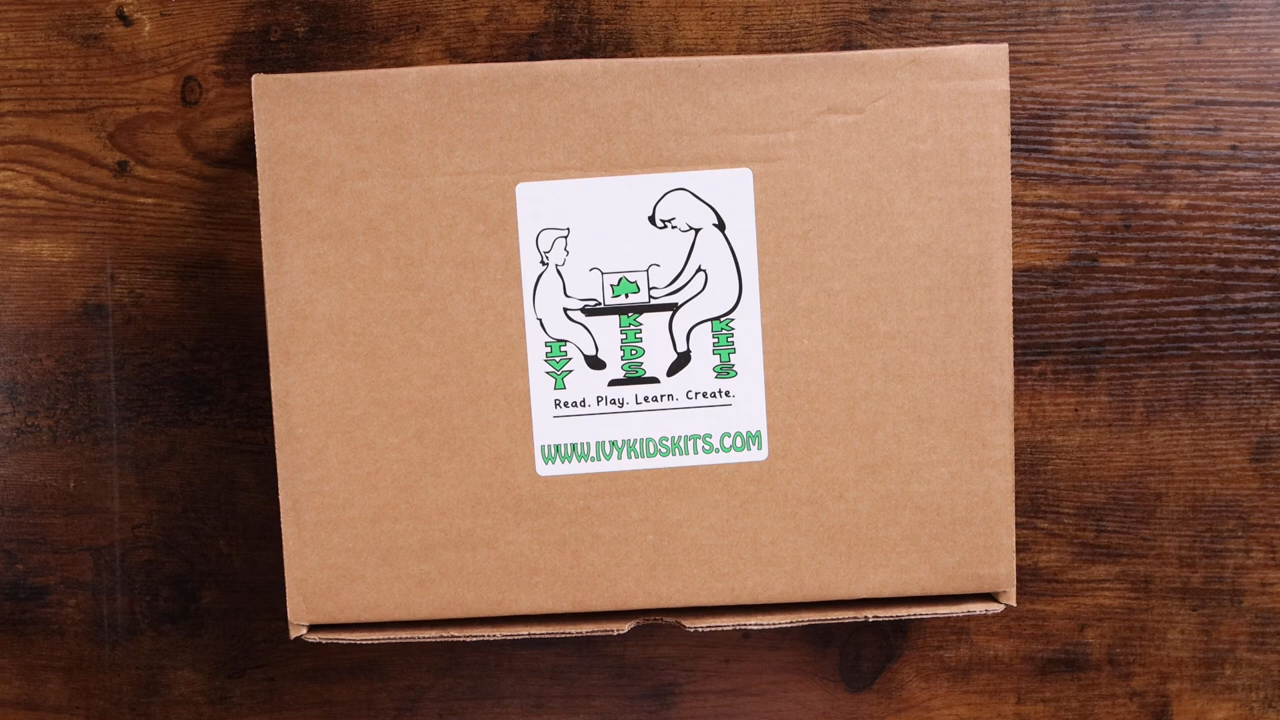 IVY
KIDS
KITS
Read. Play. Learn. Create.
WWW.IVYKIDSKITS.COM